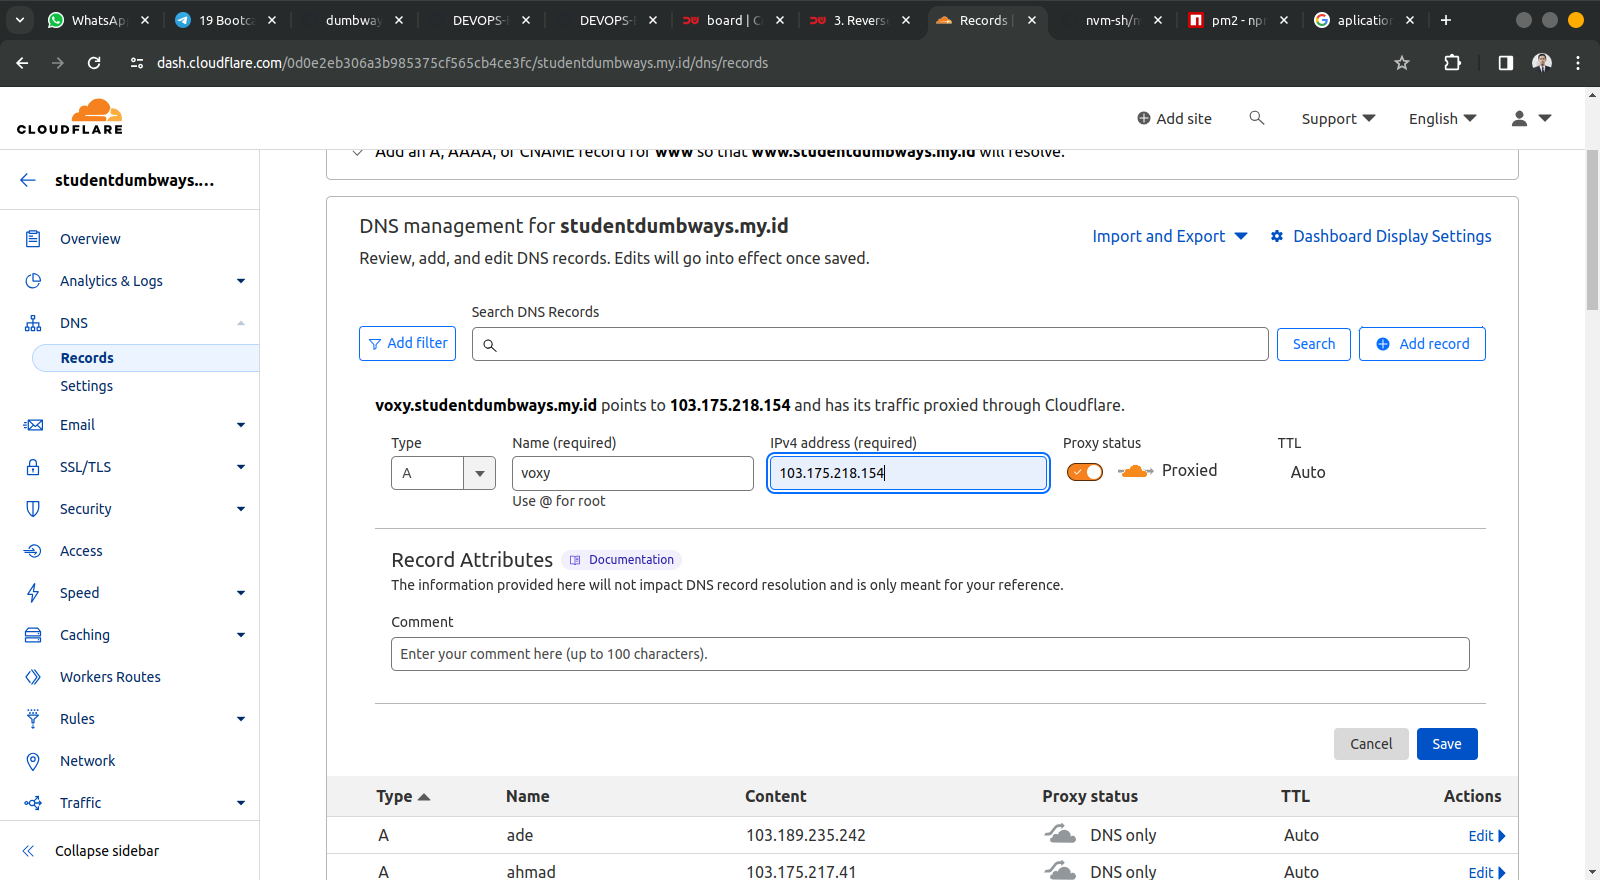 WhatsAp
19 Bootca
dumbway
DEVOPS-
DEVOPS-
board | C
3. Revers
Records |
nvm-sh/n
pm2 - np
aplicatio
dash.cloudflare.com/0d0e2eb306a3b985375cf565cb4ce3fc/studentdumbways.my.id/dns/records
CLOUDFLARE
Add site
Support
English
Add an A, AAAA, or CNAME record for www so that www.studentdumbways.my.id will resolve.
studentdumbways....
Overview
Analytics & Logs
DNS
Records
Settings
Email
SSL/TLS
Security
Access
Speed
Caching
Workers Routes
Rules
Network
Traffic
Collapse sidebar
DNS management for studentdumbways.my.id
Review, add, and edit DNS records. Edits will go into effect once saved.
Import and Export
Dashboard Display Settings
Search DNS Records
Add filter
Search
Add record
voxy.studentdumbways.my.id points to 103.175.218.154 and has its traffic proxied through Cloudflare.
Type Name (required) IPv4 address (required) Proxy status TTL
A voxy 103.175.218.154 Proxied Auto
Use @ for root
Record Attributes Documentation
The information provided here will not impact DNS record resolution and is only meant for your reference.
Comment
Enter your comment here (up to 100 characters).
Cancel Save
Type Name Content Proxy status TTL Actions
A ade 103.189.235.242 DNS only Auto Edit
A ahmad 103.175.217.41 DNS only Auto Edit